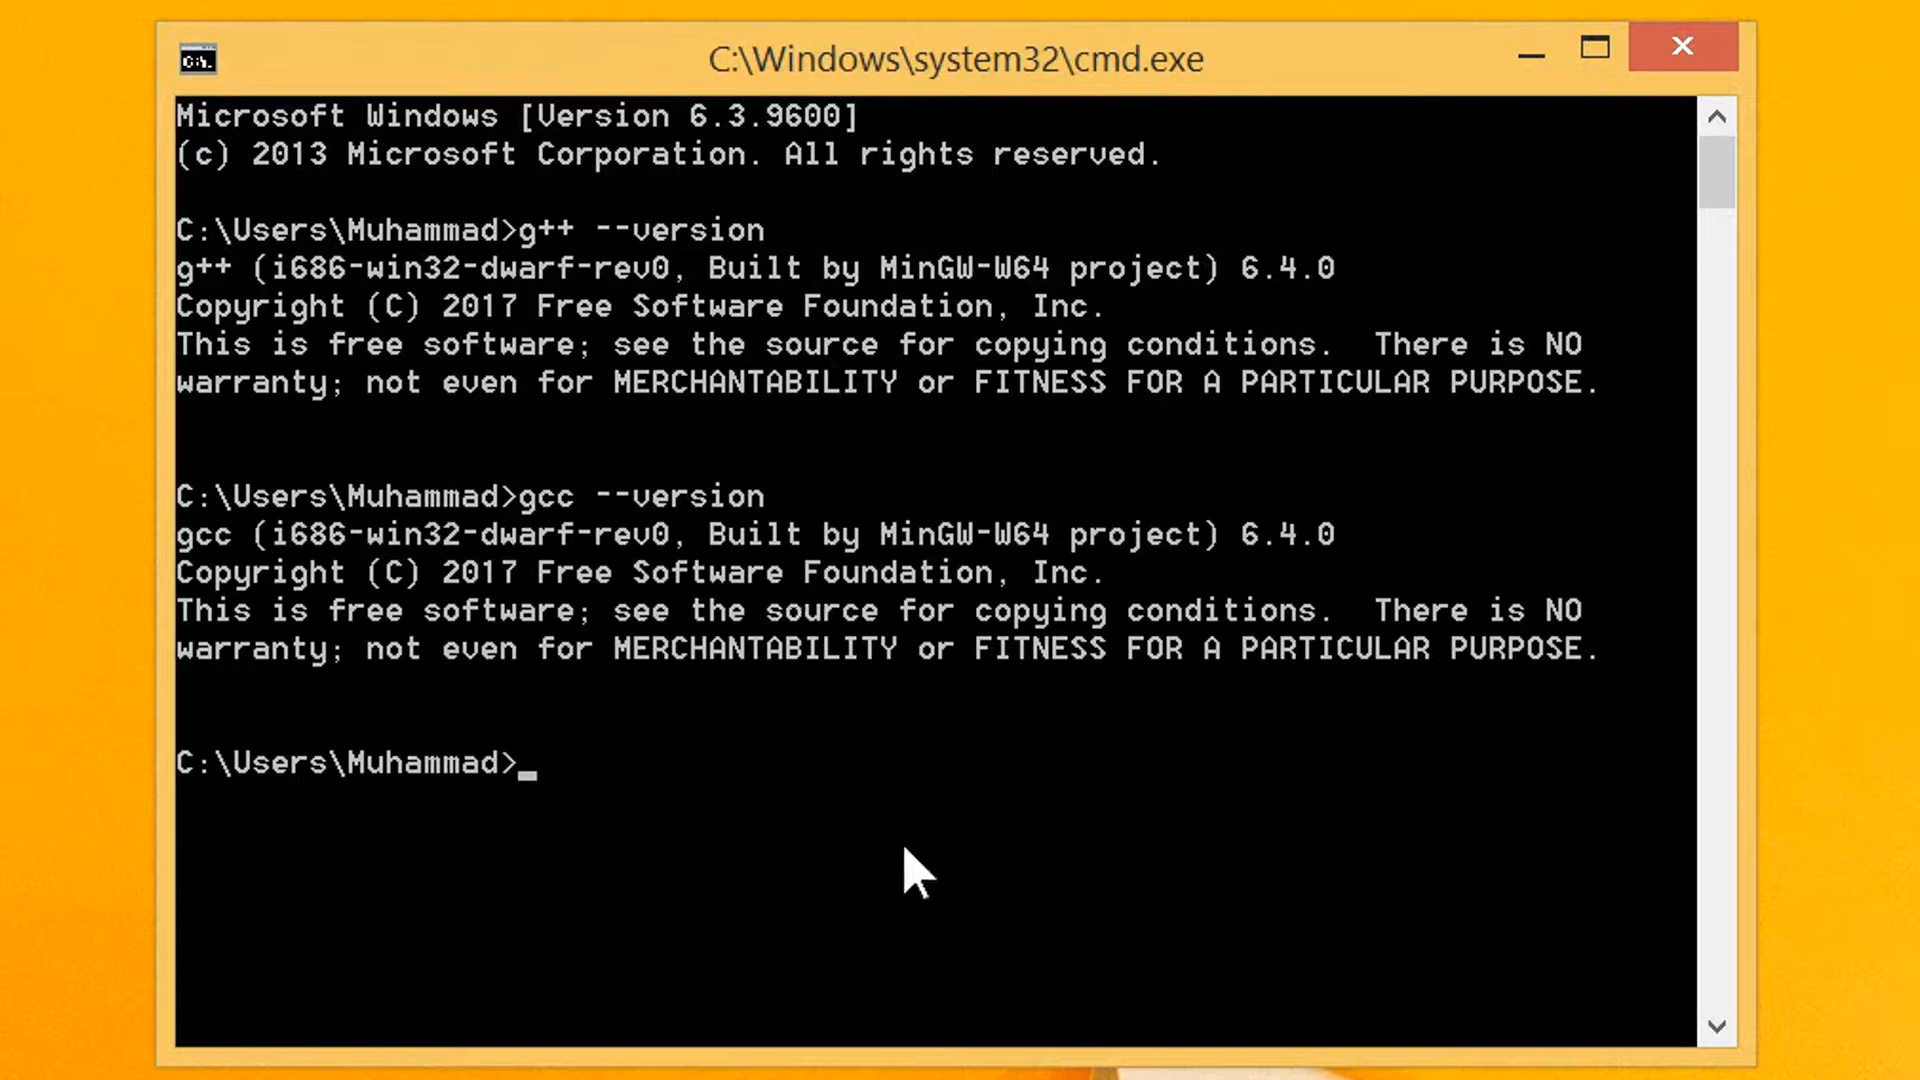 C:\Windows\system32\cmd.exe
Microsoft Windows [Version 6.3.9600]
(c) 2013 Microsoft Corporation. All rights reserved.
C:\Users\Muhammad>g++ --version
g++ (i686-win32-dwarf-rev0, Built by MinGW-W64 project) 6.4.0
Copyright (C) 2017 Free Software Foundation, Inc.
This is free software; see the source for copying conditions.  There is NO
warranty; not even for MERCHANTABILITY or FITNESS FOR A PARTICULAR PURPOSE.
C:\Users\Muhammad>gcc --version
gcc (i686-win32-dwarf-rev0, Built by MinGW-W64 project) 6.4.0
Copyright (C) 2017 Free Software Foundation, Inc.
This is free software; see the source for copying conditions.  There is NO
warranty; not even for MERCHANTABILITY or FITNESS FOR A PARTICULAR PURPOSE.
C:\Users\Muhammad>_